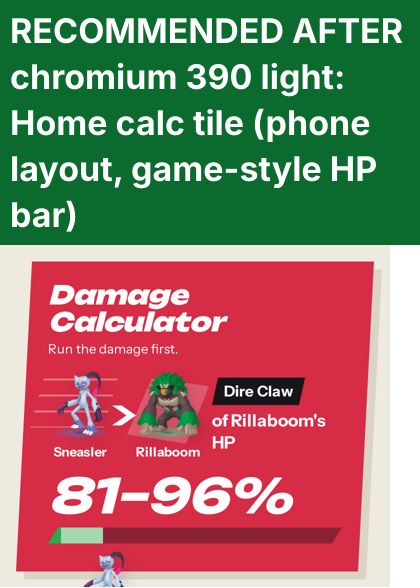 RECOMMENDED AFTER
chromium 390 light:
Home calc tile (phone
layout, game-style HP
bar)
Damage
Calculator
Run the damage first.
Dire Claw
of Rillaboom's
HP
Sneasler
Rillaboom
81–96%